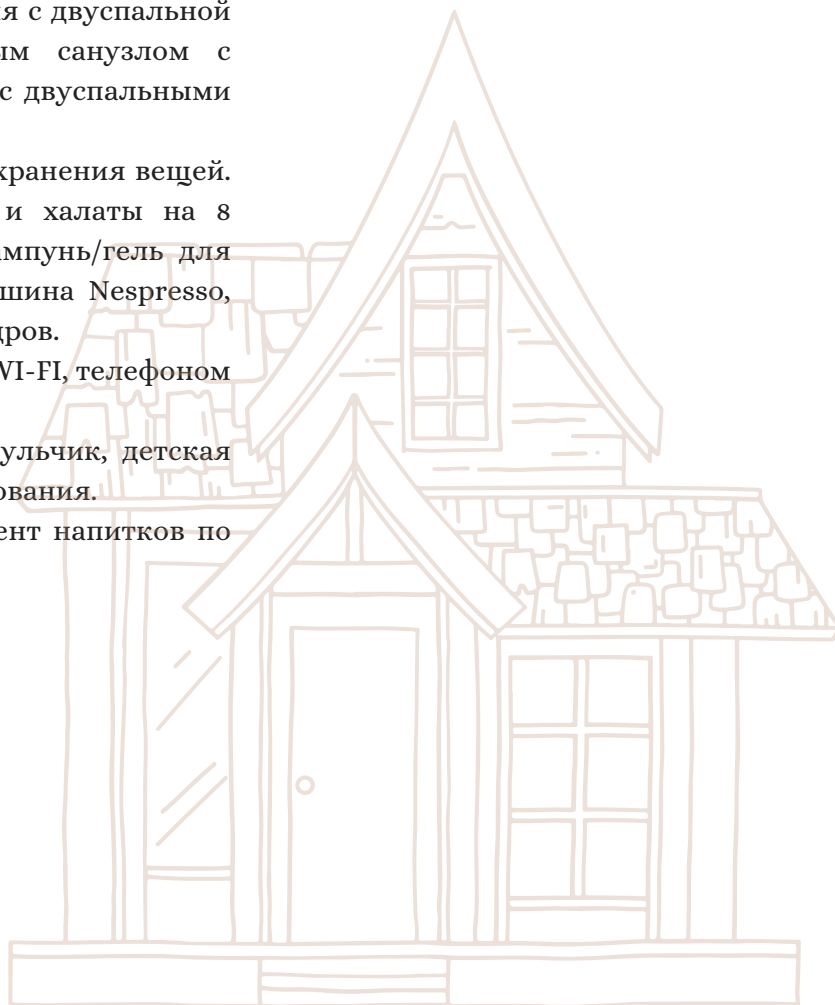 я с двуспальной
ым санузлом с
с двуспальными
хранения вещей.
и халаты на 8
ампунь/гель для
шина Nespresso,
дров.
WI-FI, телефоном
ульчик, детская
ования.
ент напитков по